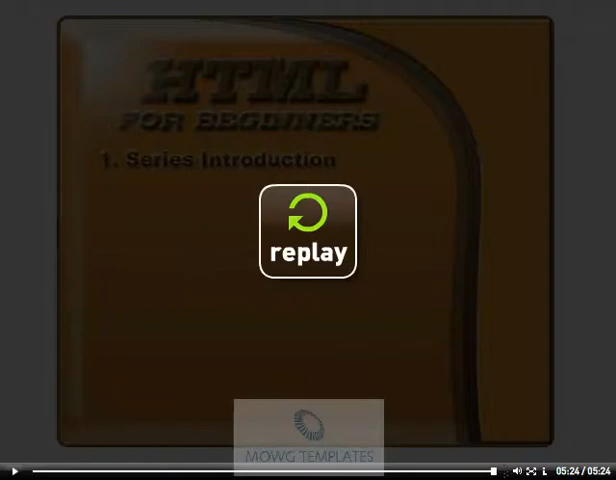 HTML
FOR BEGINNERS
1. Series Introduction
replay
MOWG TEMPLATES
05:24 / 05:24